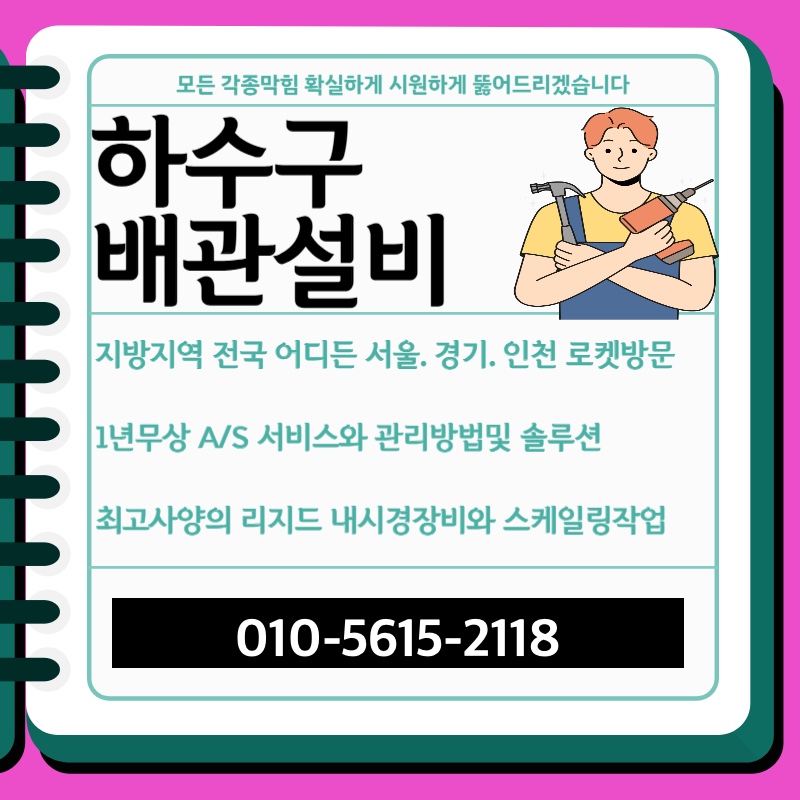 모든 각종막힘 확실하게 시원하게 뚫어드리겠습니다
하수구
배관설비
지방지역 전국 어디든 서울. 경기. 인천 로켓방문
1년무상 A/S 서비스와 관리방법및 솔루션
최고사양의 리지드 내시경장비와 스케일링작업
010-5615-2118